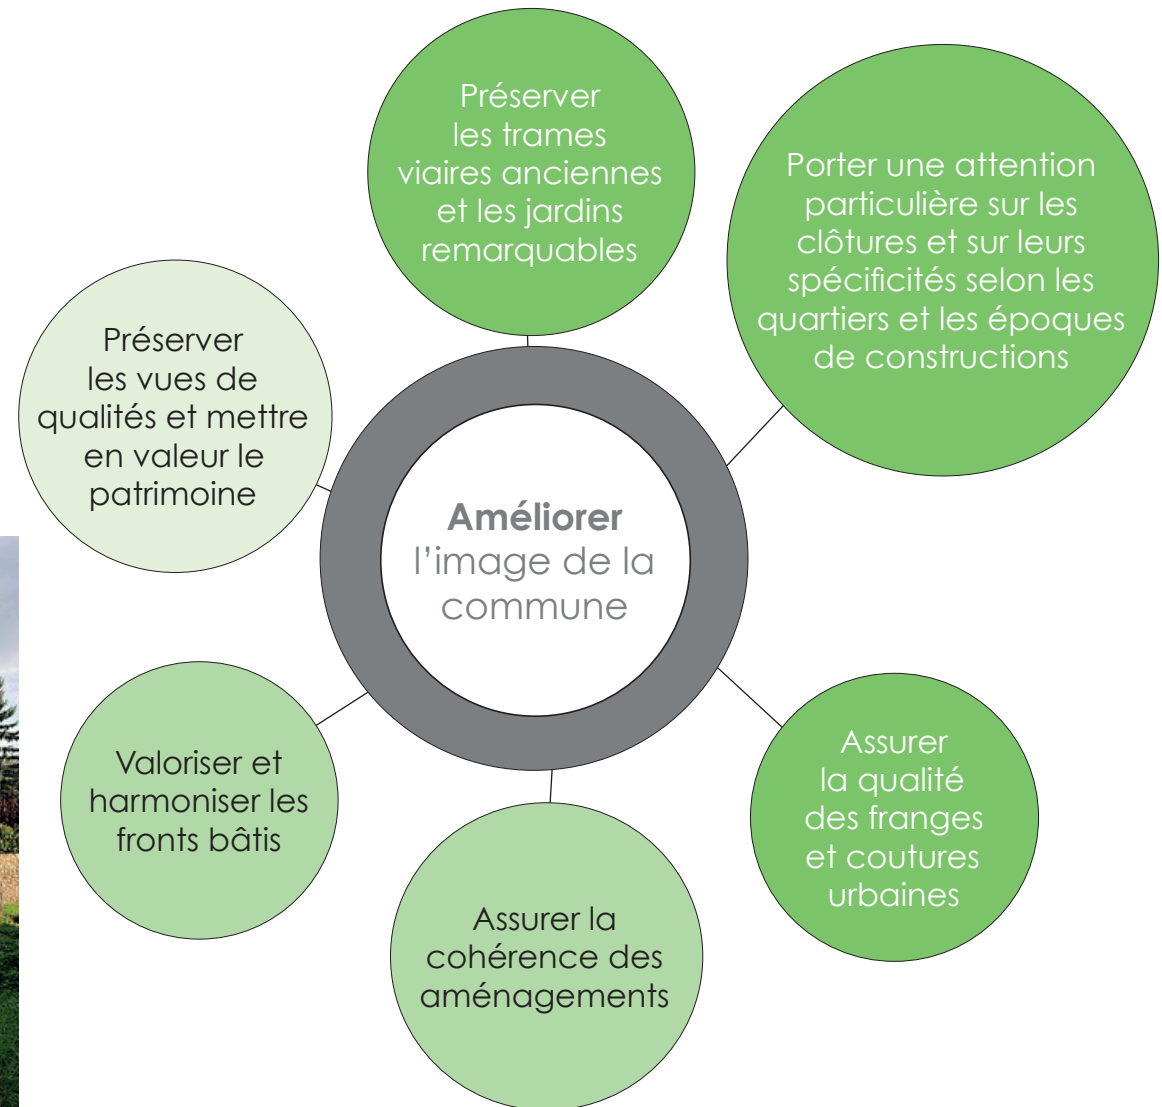 Préserver
les trames
viaires anciennes
et les jardins
remarquables
Porter une attention
particulière sur les
clôtures et sur leurs
spécificités selon les
quartiers et les époques
de constructions
Préserver
les vues de
qualités et mettre
en valeur le
patrimoine
Améliorer
l'image de la
commune
Valoriser et
harmoniser les
fronts bâtis
Assurer
la qualité
des franges
et coutures
urbaines
Assurer la
cohérence des
aménagements